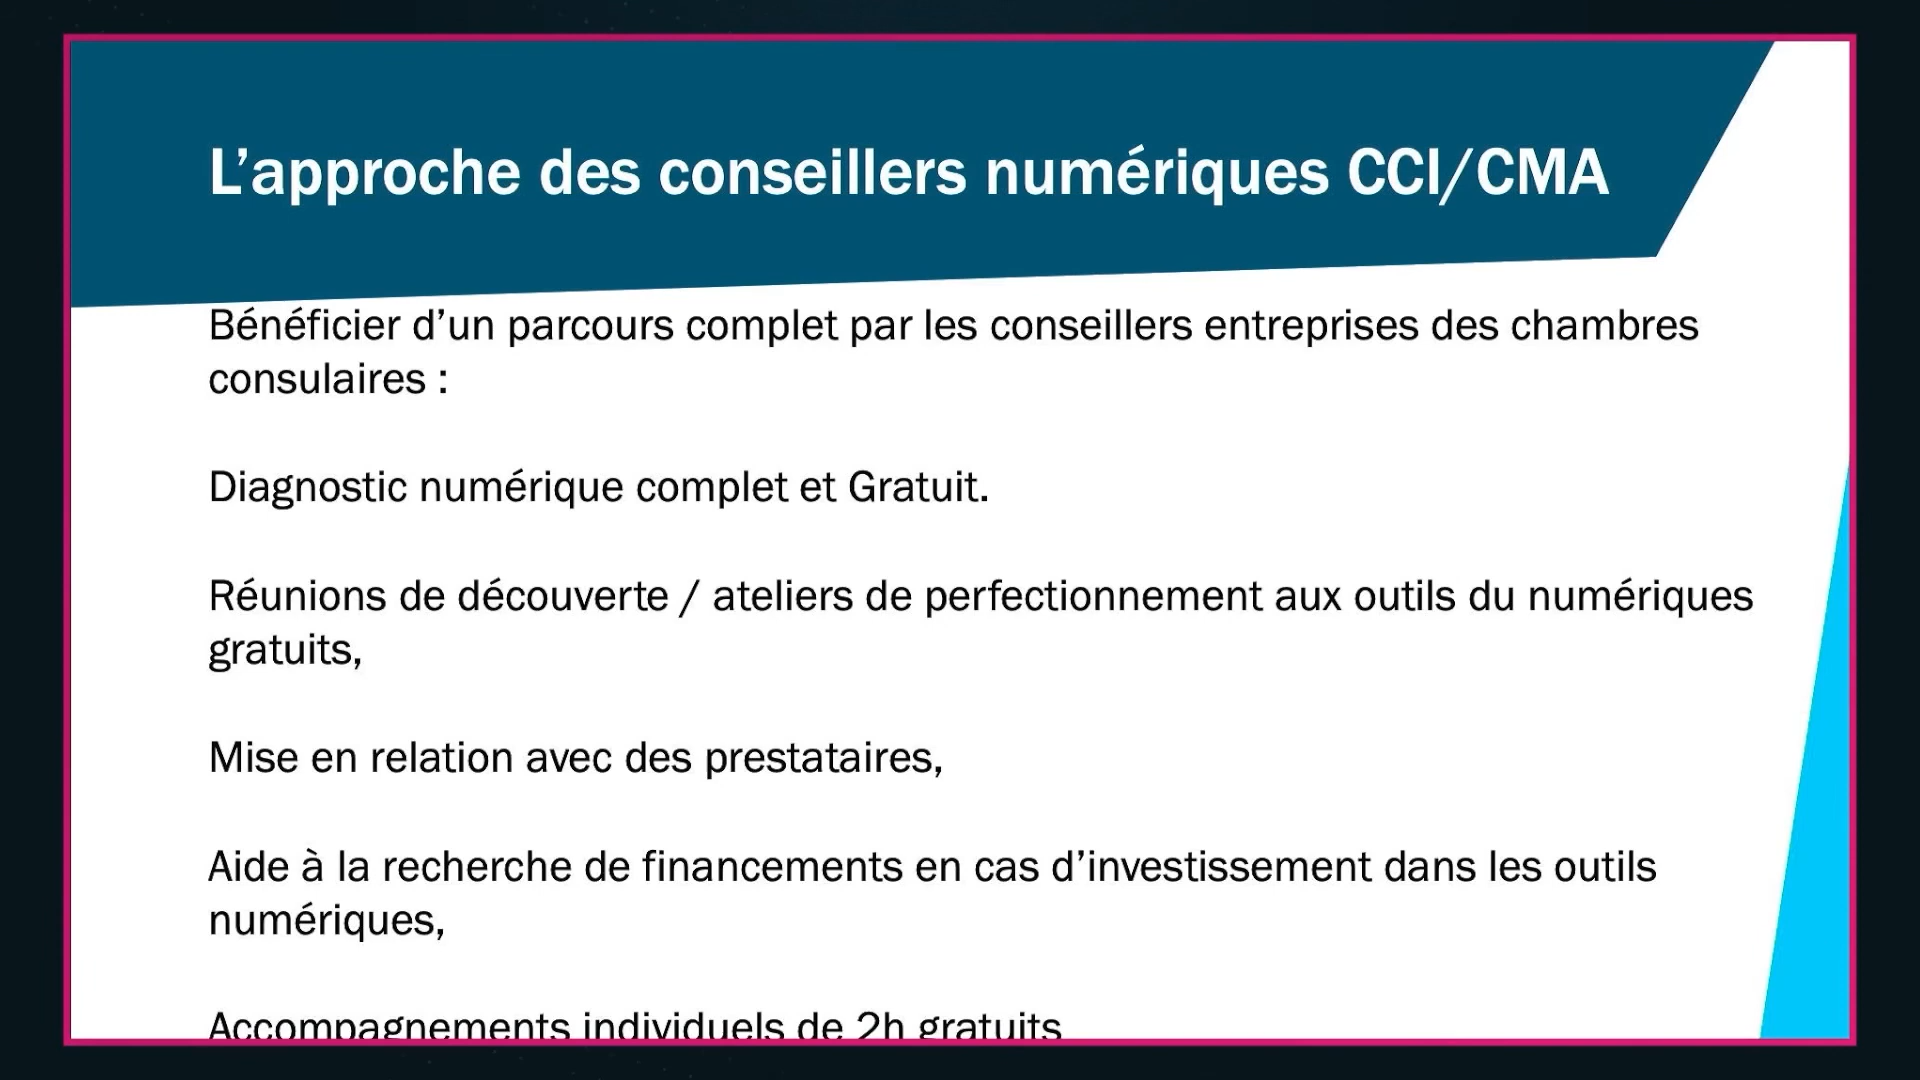 L’approche des conseillers numériques CCI/CMA
Bénéficier d’un parcours complet par les conseillers entreprises des chambres
consulaires :
Diagnostic numérique complet et Gratuit.
Réunions de découverte / ateliers de perfectionnement aux outils du numériques
gratuits,
Mise en relation avec des prestataires,
Aide à la recherche de financements en cas d’investissement dans les outils
numériques,
Accompagnements individuels de 2h gratuits